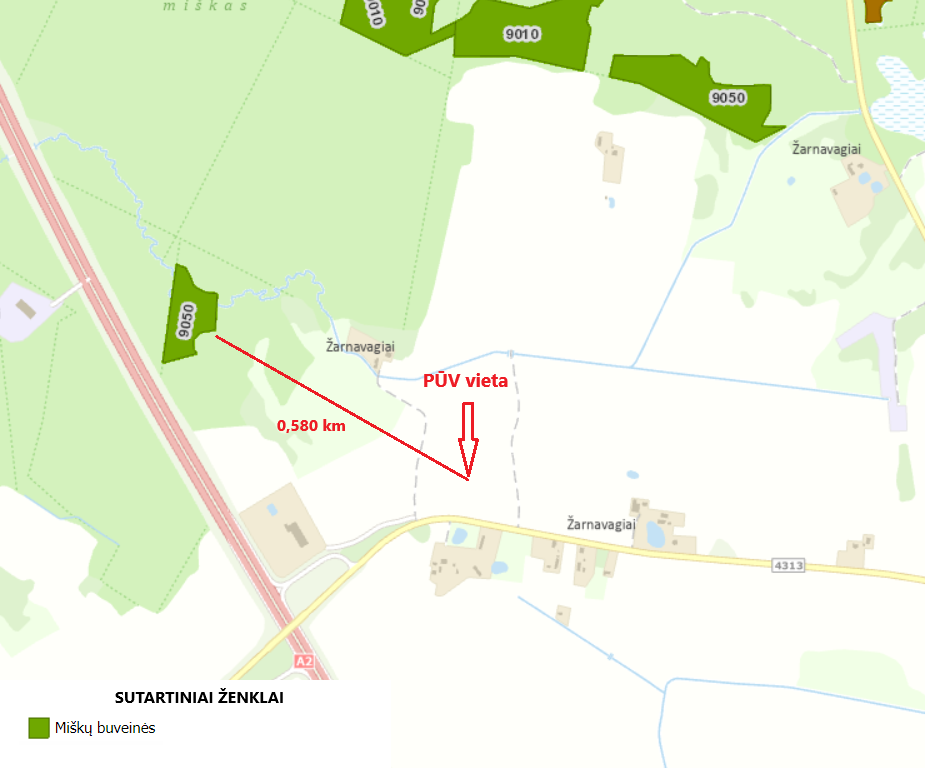 miškas
9010
90
9010
9050
Žarnavagiai
9050
Žarnavagiai
PŪV vieta
0,580 km
Žarnavagiai
4313
A2
SUTARTINIAI ŽENKLAI
Miškų buveinės